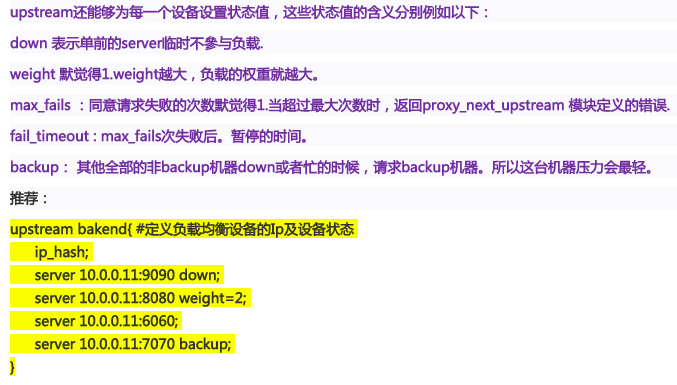 upstream还能够为每一个设备设置状态值，这些状态值的含义分别例如以下：
down 表示单前的server临时不參与负载.
weight 默觉得1.weight越大，负载的权重就越大。
max_fails ：同意请求失败的次数默觉得1.当超过最大次数时，返回proxy_next_upstream 模块定义的错误.
fail_timeout : max_fails次失败后。暂停的时间。
backup： 其他全部的非backup机器down或者忙的时候，请求backup机器。所以这台机器压力会最轻。
推荐：
upstream bakend{ #定义负载均衡设备的Ip及设备状态
ip_hash;
server 10.0.0.11:9090 down;
server 10.0.0.11:8080 weight=2;
server 10.0.0.11:6060;
server 10.0.0.11:7070 backup;
}